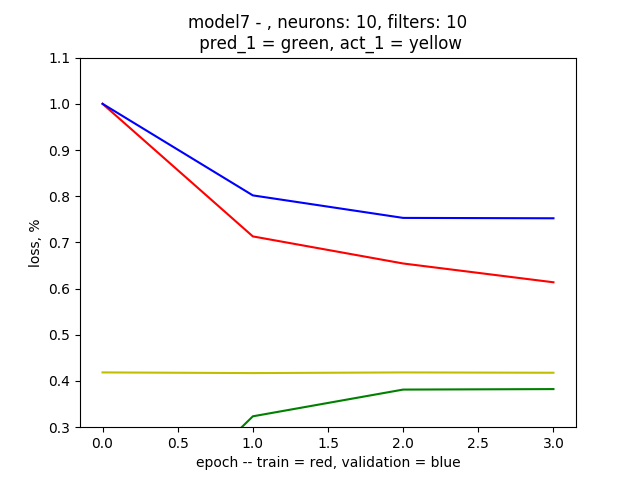 model7 - , neurons: 10, filters: 10
pred_1 = green, act_1 = yellow
1.1
1.0
0.9
0.8
0.7
0.6
0.5
0.4
0.3
loss, %
0.0 0.5 1.0 1.5 2.0 2.5 3.0
epoch -- train = red, validation = blue